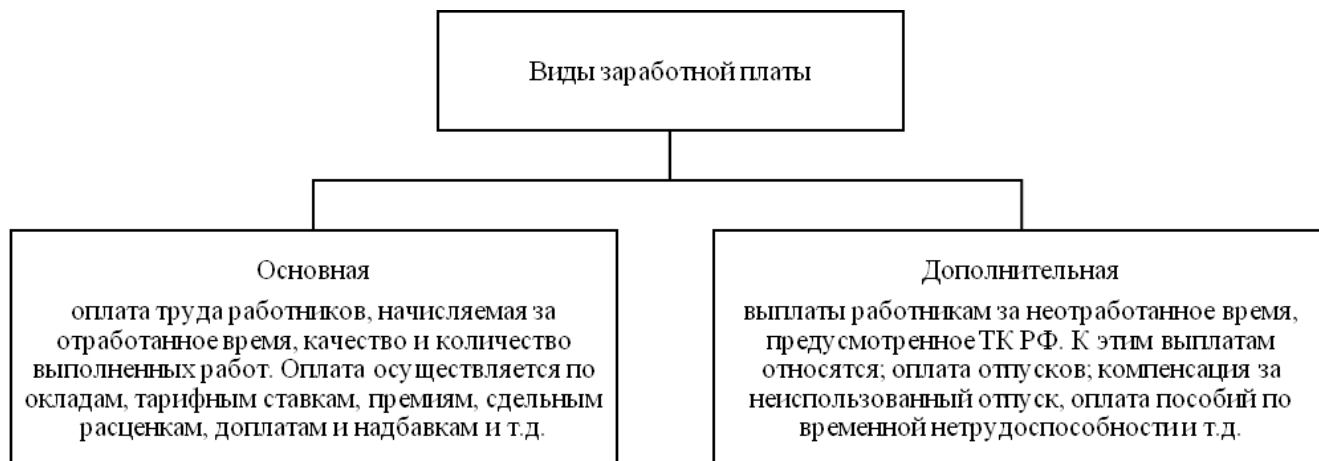 Виды заработной платы
Основная
оплата труда работников, начисляемая за
отработанное время, качество и количество
выполненных работ. Оплата осуществляется по
окладам, тарифным ставкам, премиям, сдельным
расценкам, доплатам и надбавкам и т.д.
Дополнительная
выплаты работникам за неотработанное время,
предусмотренное ТК РФ. К этим выплатам
относятся; оплата отпусков; компенсация за
неиспользованный отпуск, оплата пособий по
временной нетрудоспособности и т.д.